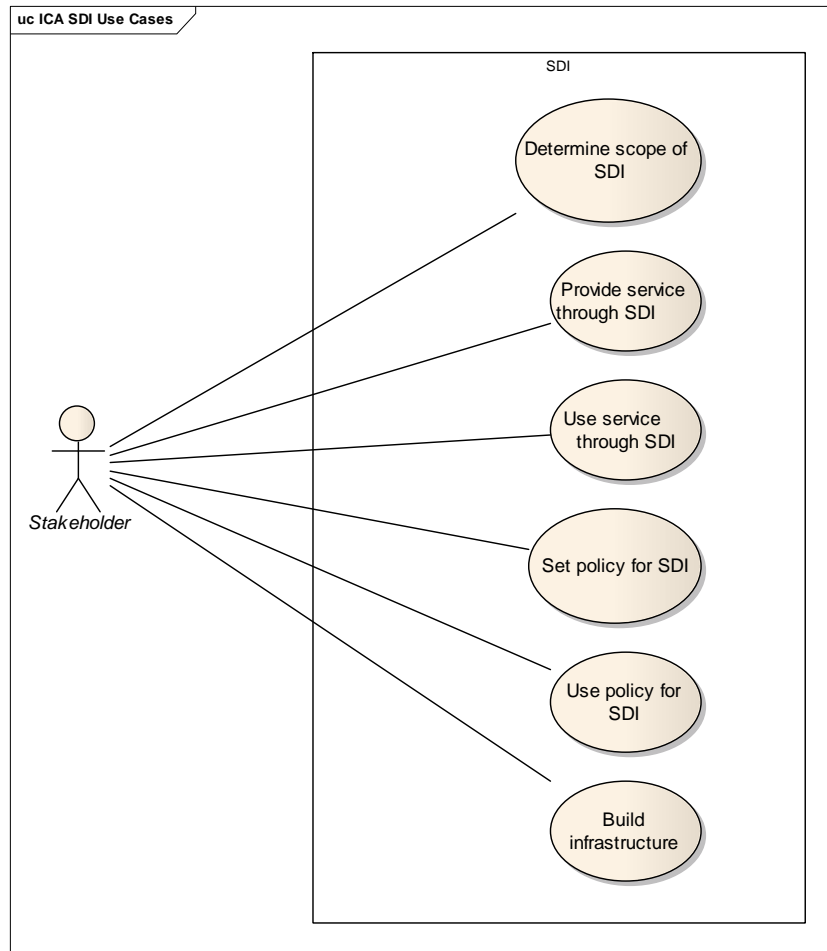 uc ICA SDI Use Cases
SDI
Determine scope of
SDI
Provide service
through SDI
Use service
through SDI
Stakeholder
Set policy for SDI
Use policy for
SDI
Build
infrastructure